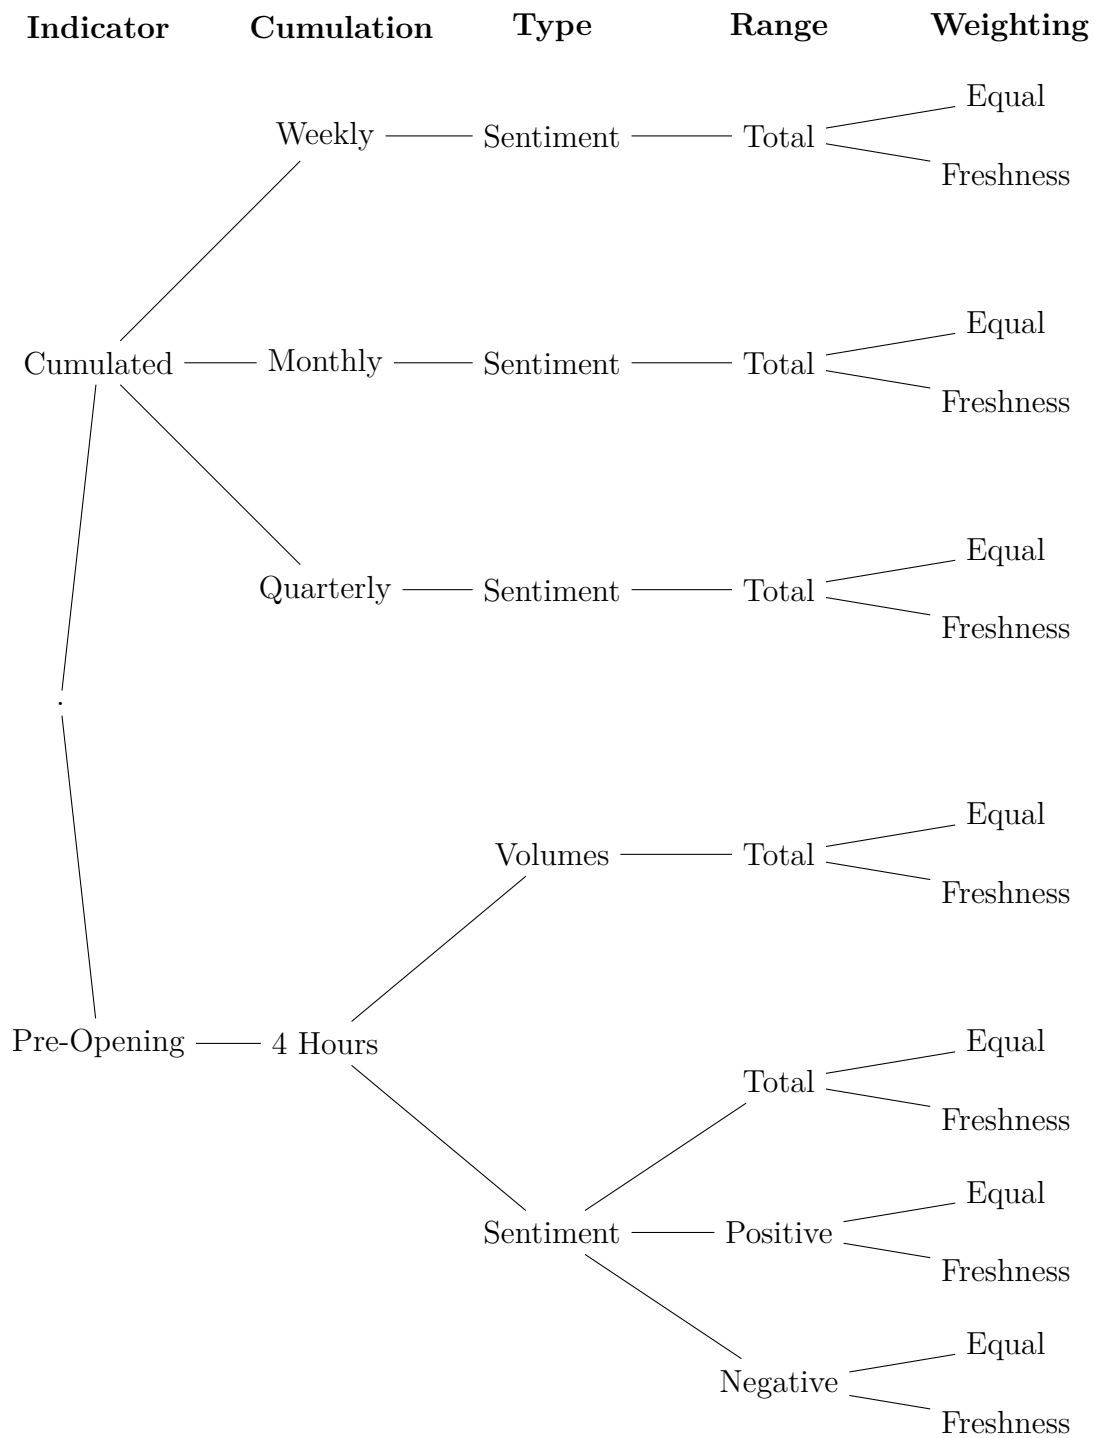 Indicator Cumulation Type Range Weighting
Equal
Weekly Sentiment Total
Freshness
Equal
Cumulated Monthly Sentiment Total
Freshness
Equal
Quarterly Sentiment Total
Freshness
.
Equal
Volumes Total
Freshness
Pre-Opening 4 Hours
Equal
Total
Freshness
Equal
Sentiment Positive
Freshness
Equal
Negative
Freshness